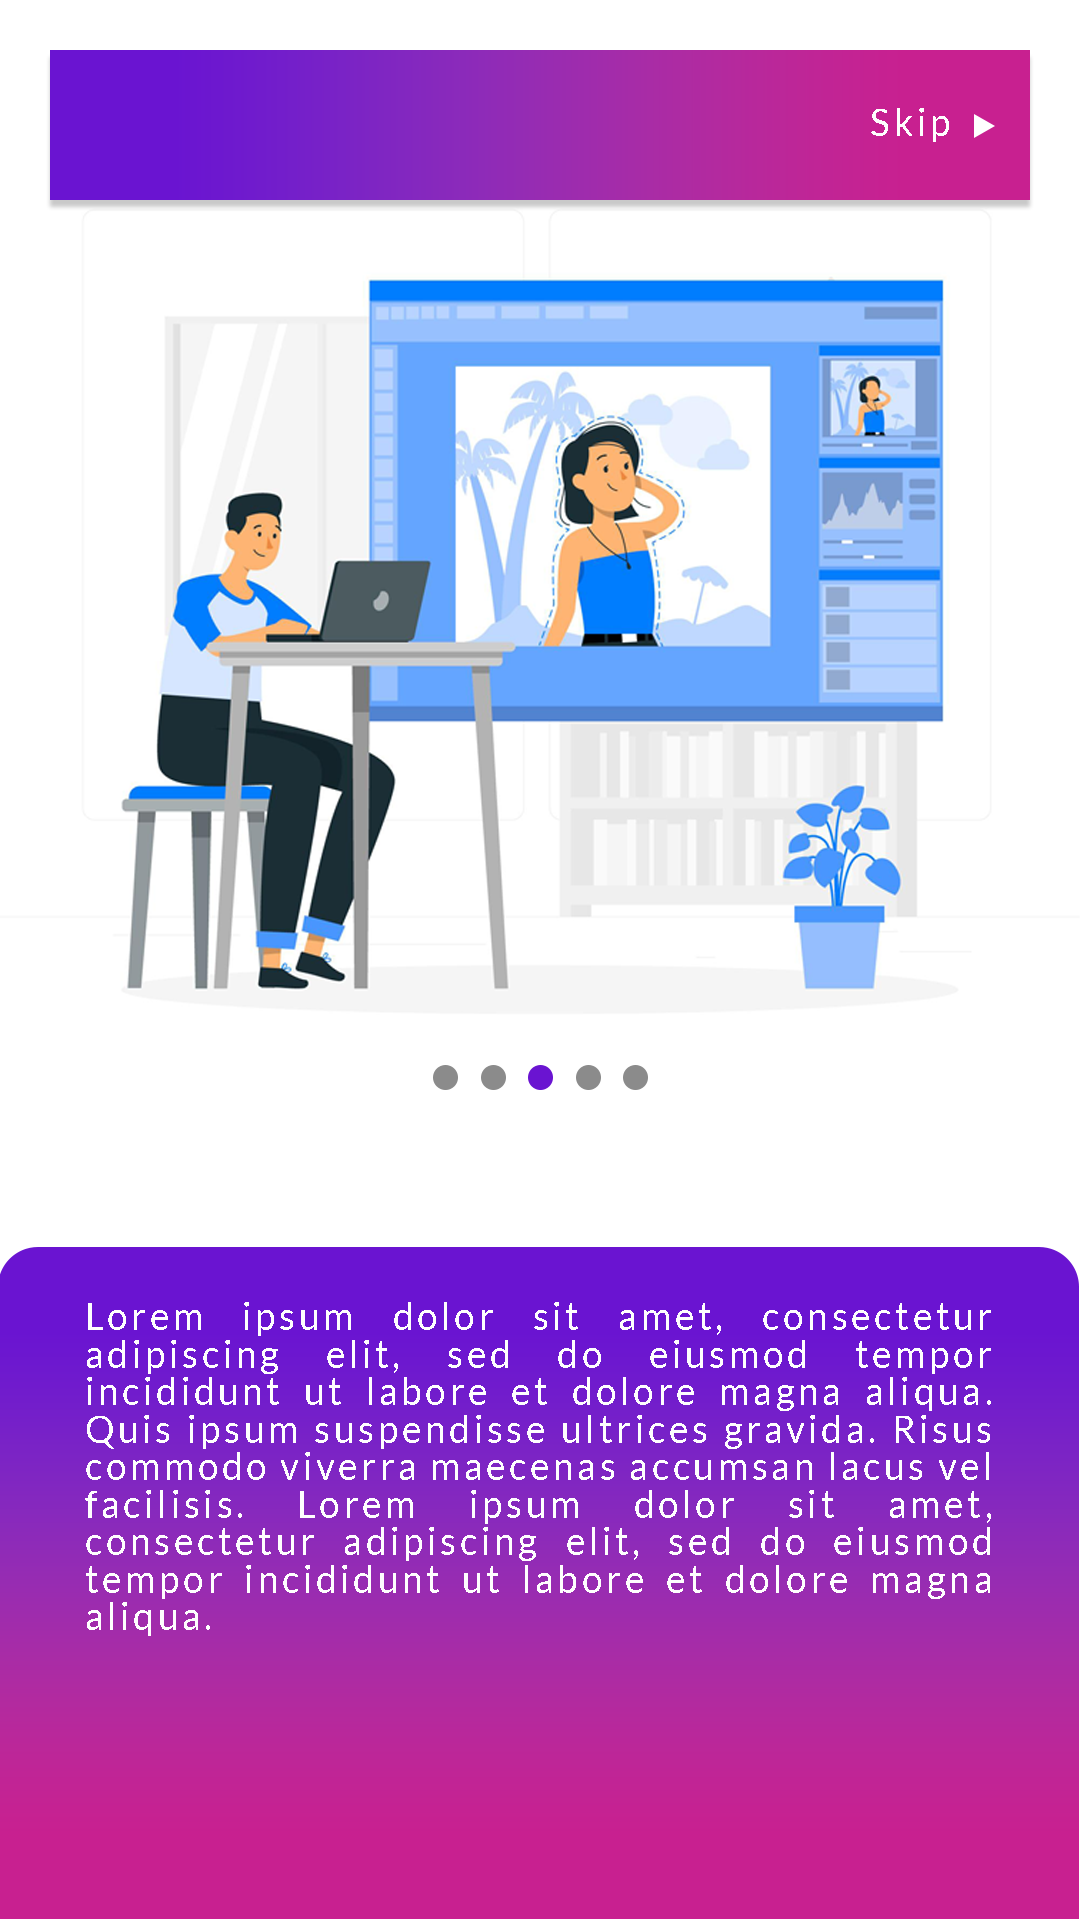 Skip
Lorem ipsum dolor sit amet, consectetur
adipiscing elit, sed do eiusmod tempor
incididunt ut labore et dolore magna aliqua.
Quis ipsum suspendisse ultrices gravida. Risus
commodo viverra maecenas accumsan lacus vel
facilisis. Lorem ipsum dolor sit amet,
consectetur adipiscing elit, sed do eiusmod
tempor incididunt ut labore et dolore magna
aliqua.